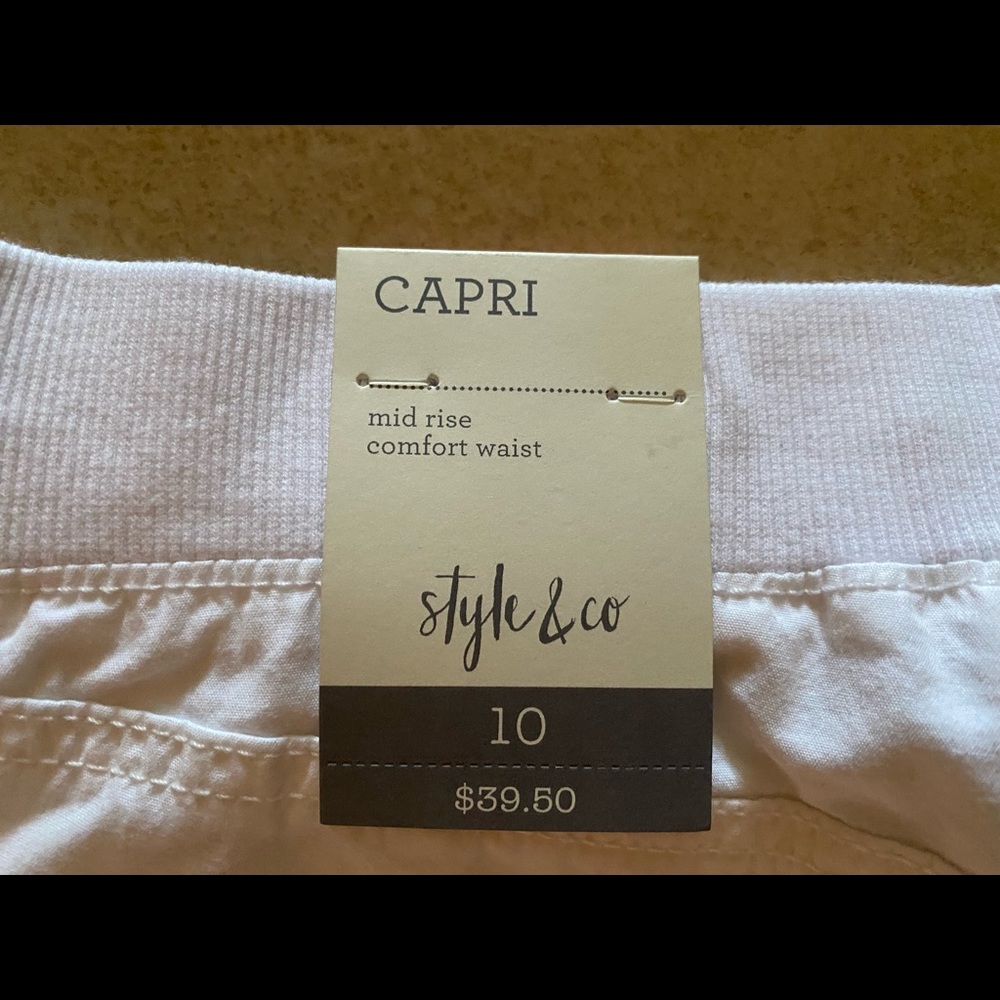 CAPRI
mid rise
comfort waist
style&co
10
$39.50